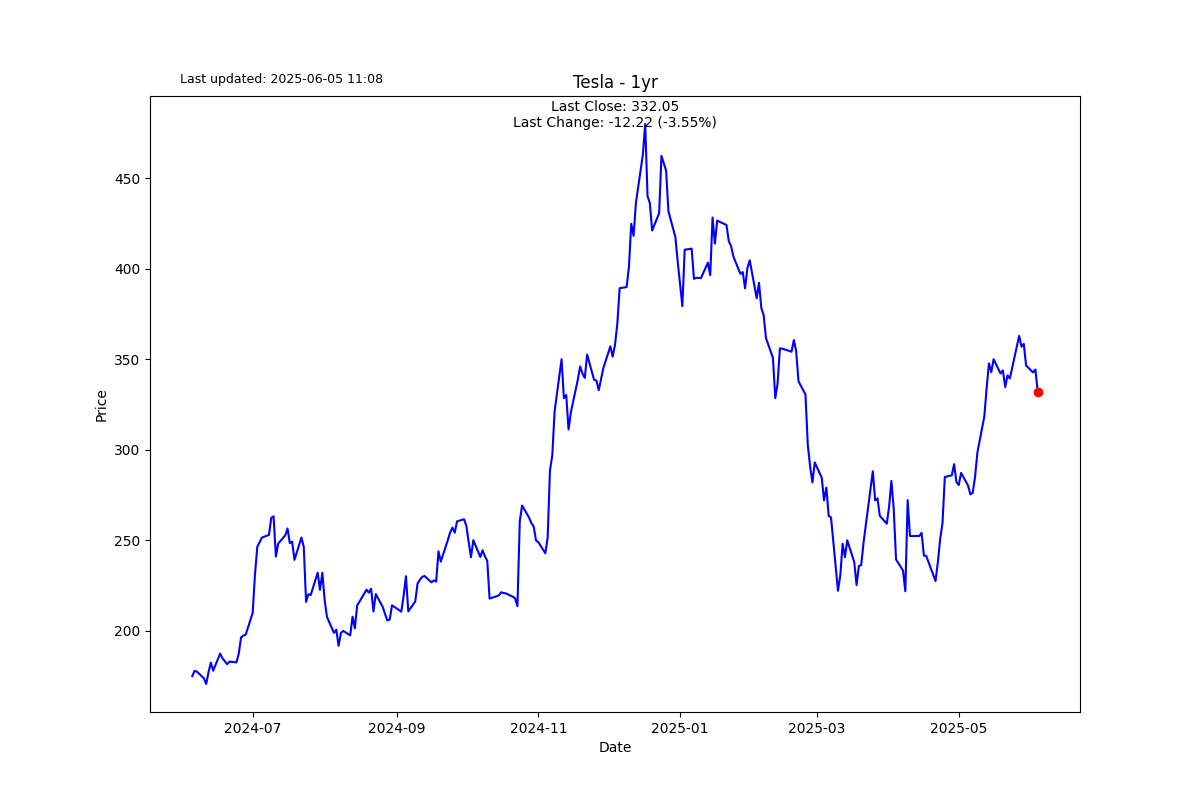 Last updated: 2025-06-05 11:08
Tesla - 1yr
Last Close: 332.05
Last Change: -12.22 (-3.55%)
450
400
350
300
250
200
Price
2024-07 2024-09 2024-11 2025-01 2025-03 2025-05
Date